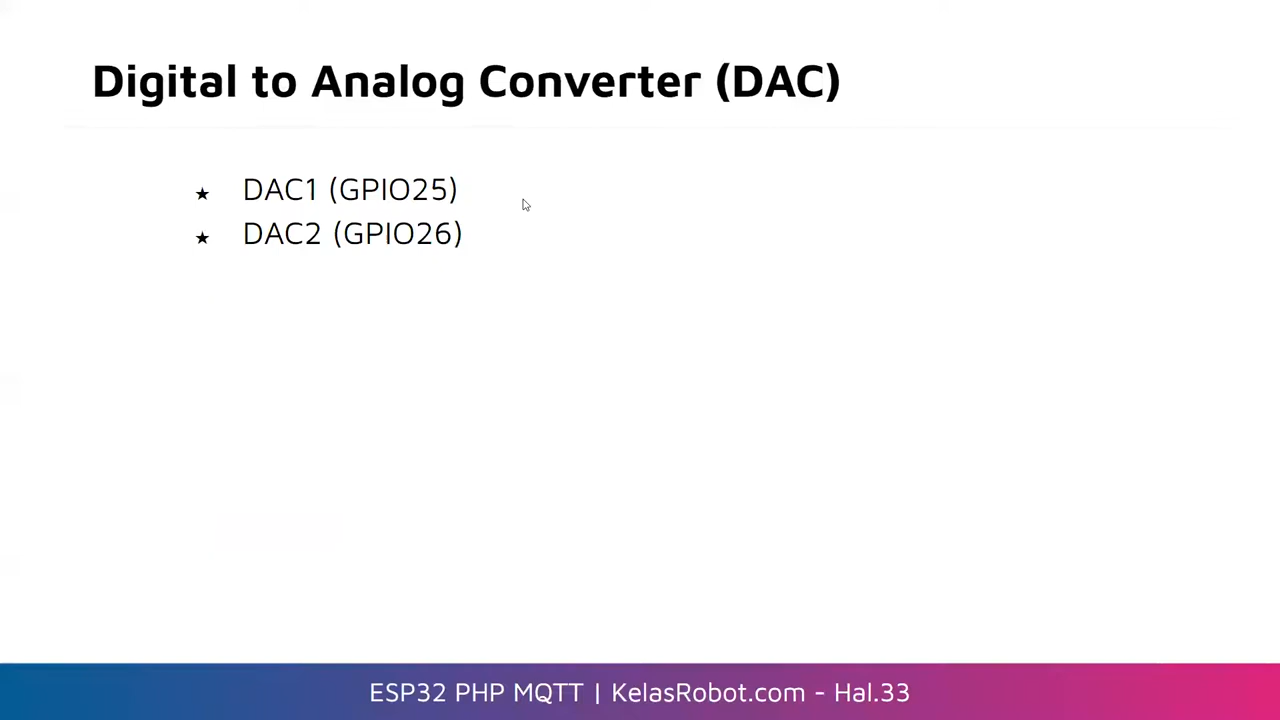 Digital to Analog Converter (DAC)
★ DAC1 (GPIO25)
★ DAC2 (GPIO26)
ESP32 PHP MQTT | KelasRobot.com - Hal.33